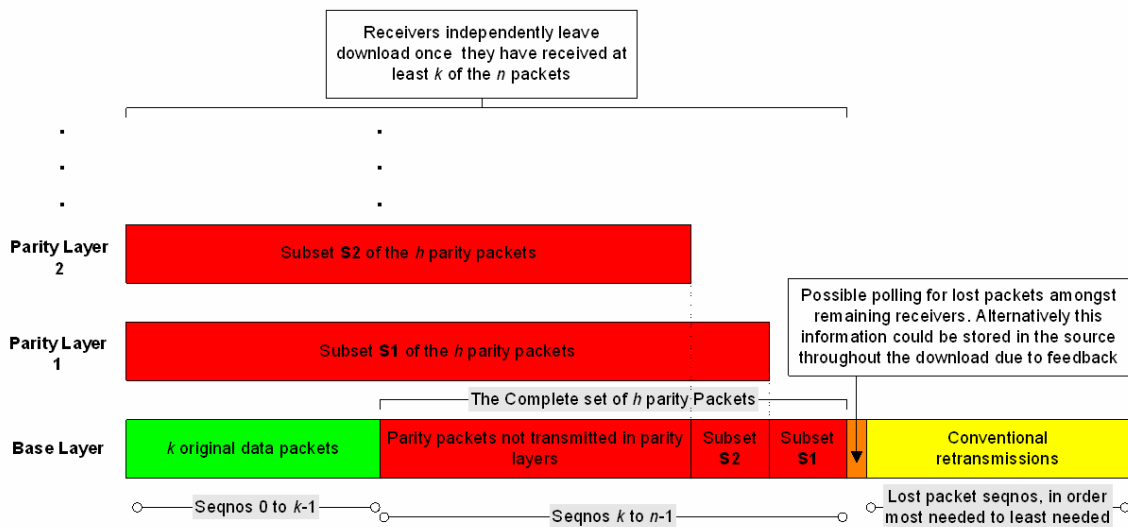 Receivers independently leave
download once they have received at
least k of the n packets
Parity Layer
2
Subset S2 of the h parity packets
Possible polling for lost packets amongst
remaining receivers. Alternatively this
information could be stored in the source
throughout the download due to feedback
Parity Layer
1
Subset S1 of the h parity packets
The Complete set of h parity Packets
Base Layer
k original data packets
Parity packets not transmitted in parity
layers
Subset
S2
Subset
S1
Conventional
retransmissions
Seqnos 0 to k-1
Seqnos k to n-1
Lost packet seqnos, in order
most needed to least needed